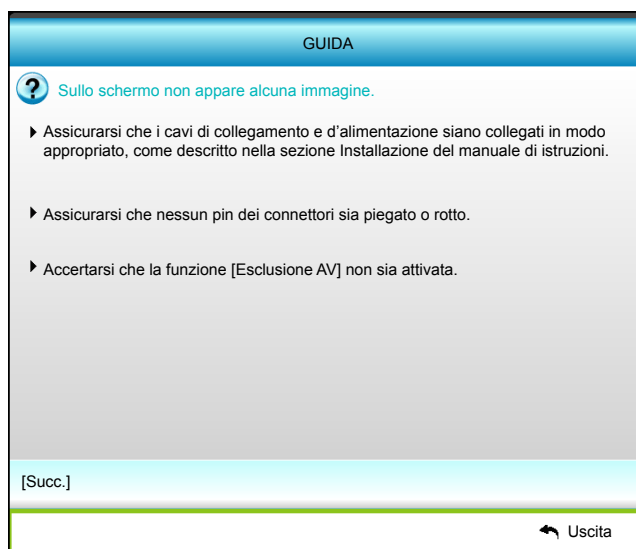 GUIDA
Sullo schermo non appare alcuna immagine.
Assicurarsi che i cavi di collegamento e d'alimentazione siano collegati in modo
appropriato, come descritto nella sezione Installazione del manuale di istruzioni.
Assicurarsi che nessun pin dei connettori sia piegato o rotto.
Accertarsi che la funzione [Esclusione AV] non sia attivata.
[Succ.]
Uscita